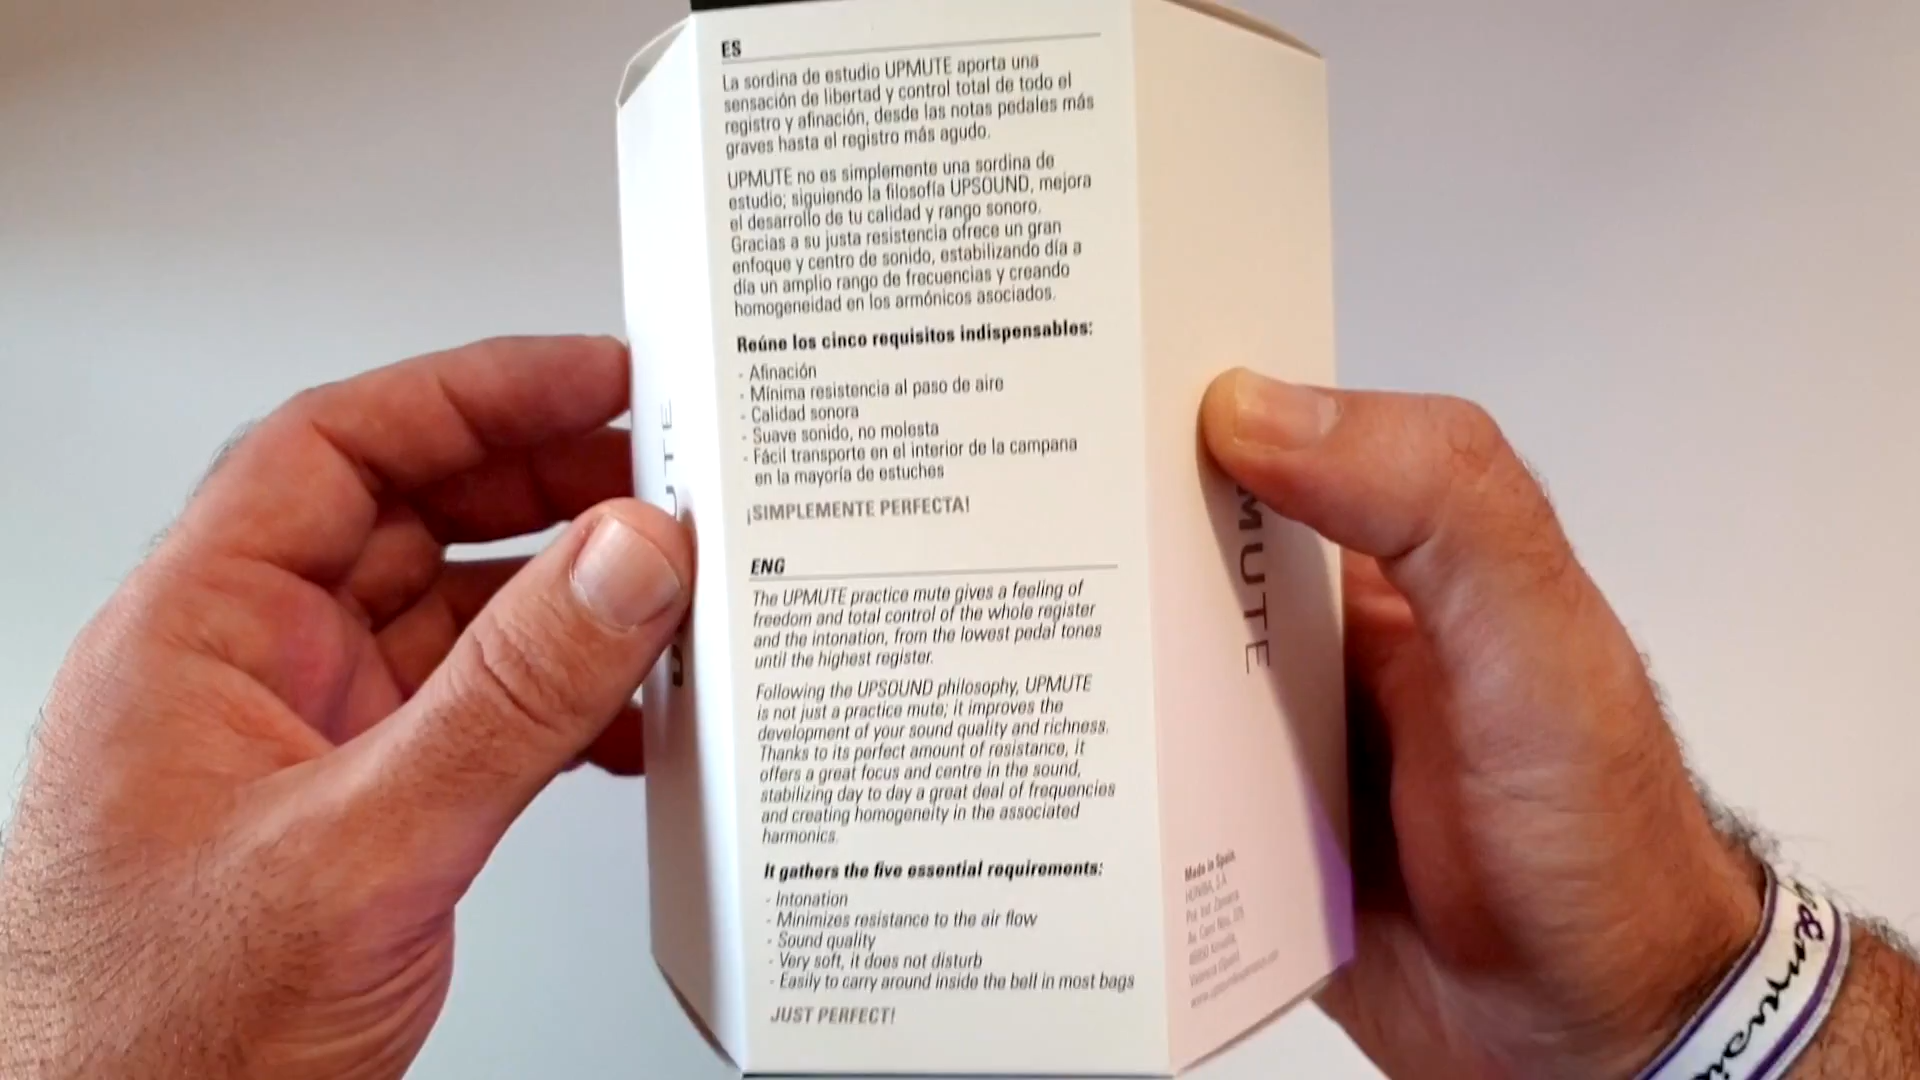 ES
La sordina de estudio UPMUTE aporta una
sensación de libertad y control total de todo el
registro y afinación, desde las notas pedales más
graves hasta el registro más agudo.
UPMUTE no es simplemente una sordina de
estudio; siguiendo la filosofía UPSOUND, mejora
el desarrollo de tu calidad y rango sonoro.
Gracias a su justa resistencia ofrece un gran
enfoque y centro de sonido, estabilizando día a
día un amplio rango de frecuencias y creando
homogeneidad en los armónicos asociados.
Reúne los cinco requisitos indispensables:
- Afinación
- Mínima resistencia al paso de aire
- Calidad sonora
- Suave sonido, no molesta
- Fácil transporte en el interior de la campana
en la mayoría de estuches
¡SIMPLEMENTE PERFECTA!
ENG
The UPMUTE practice mute gives a feeling of
freedom and total control of the whole register
and the intonation, from the lowest pedal tones
until the highest register.
Following the UPSOUND philosophy, UPMUTE
is not just a practice mute; it improves the
development of your sound quality and richness.
Thanks to its perfect amount of resistance, it
offers a great focus and centre in the sound,
stabilizing day to day a great deal of frequencies
and creating homogeneity in the associated
harmonics.
It gathers the five essential requirements:
- Intonation
- Minimizes resistance to the air flow
- Sound quality
- Very soft, it does not disturb
- Easily to carry around inside the bell in most bags
JUST PERFECT!
UTE
MUTE
Made in Spain